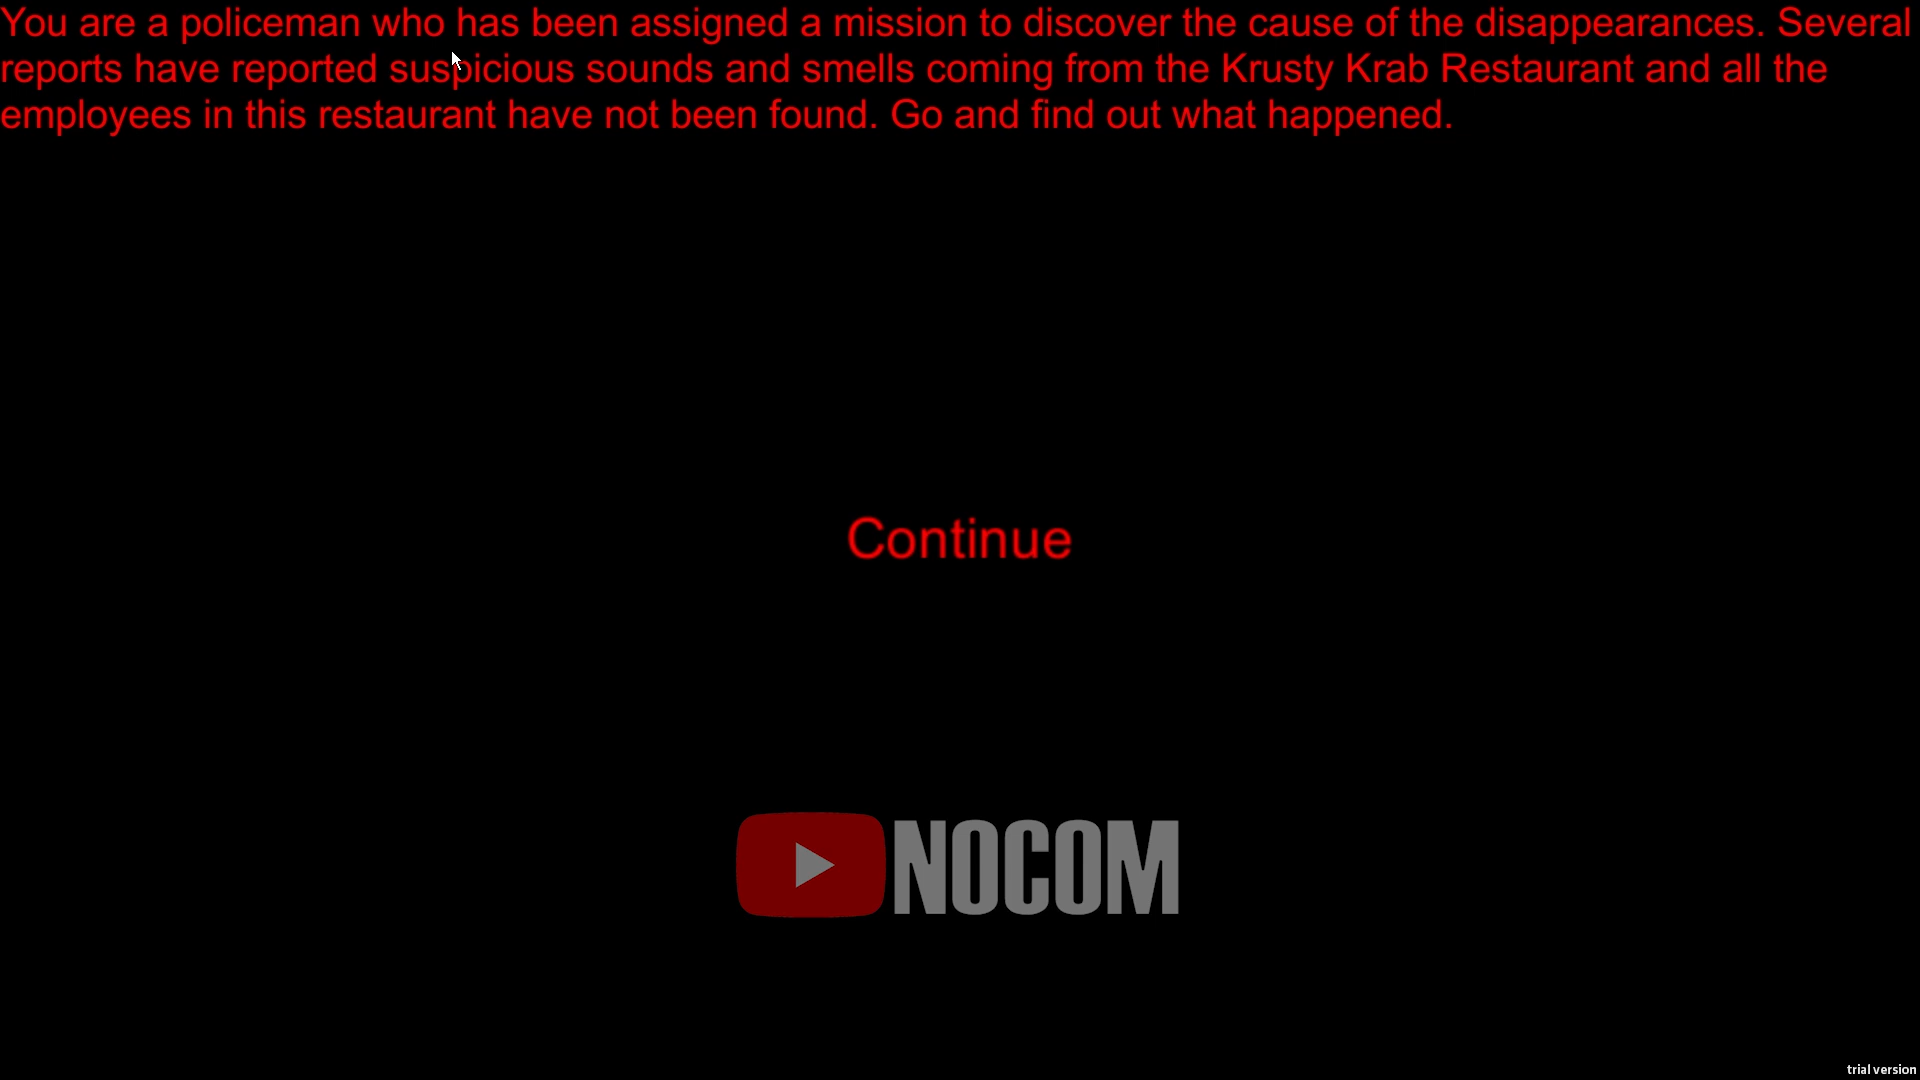 You are a policeman who has been assigned a mission to discover the cause of the disappearances. Several
reports have reported suspicious sounds and smells coming from the Krusty Krab Restaurant and all the
employees in this restaurant have not been found. Go and find out what happened.
Continue
NOCOM
trial version